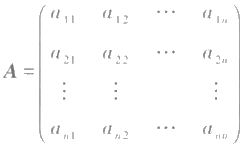 a₁₁ a₁₂ ⋯ a₁ₙ
a₂₁ a₂₂ ⋯ a₂ₙ
A = ⋮ ⋮ ⋮
aₙ₁ aₙ₂ ⋯ aₙₙ